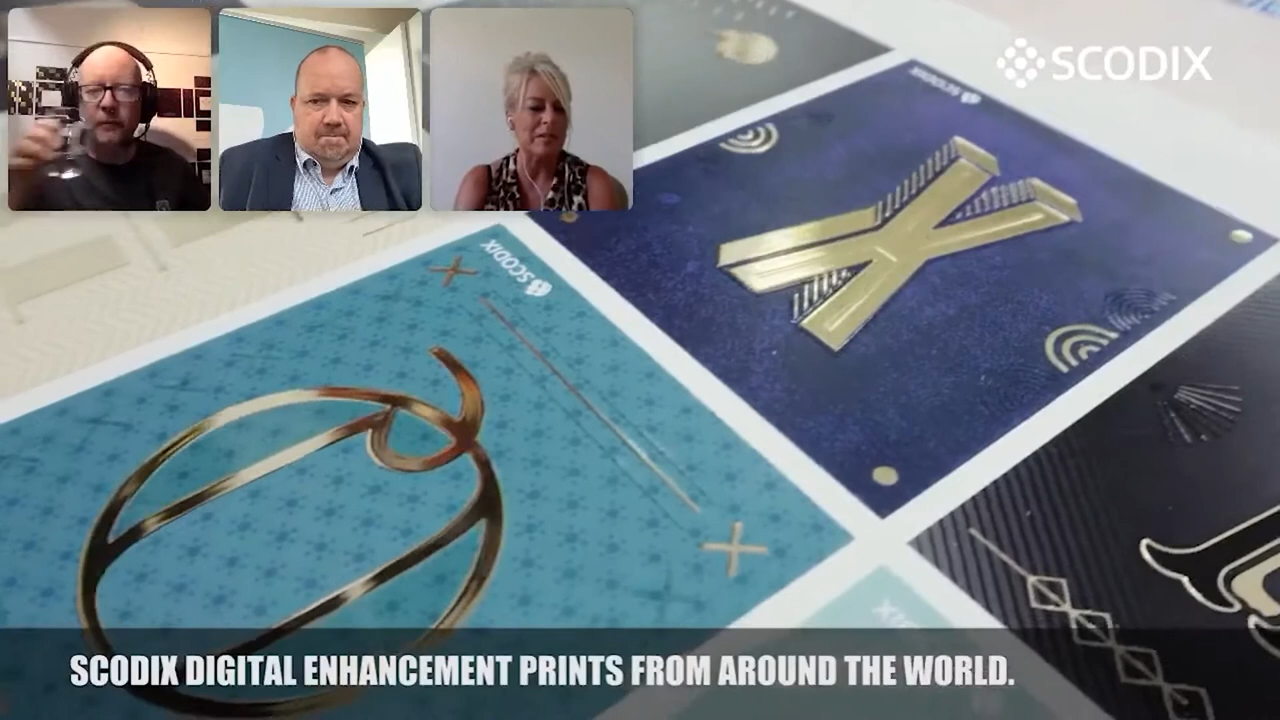 SCODIX
SCODIX
X
SCODIX
Q
SCODIX DIGITAL ENHANCEMENT PRINTS FROM AROUND THE WORLD.